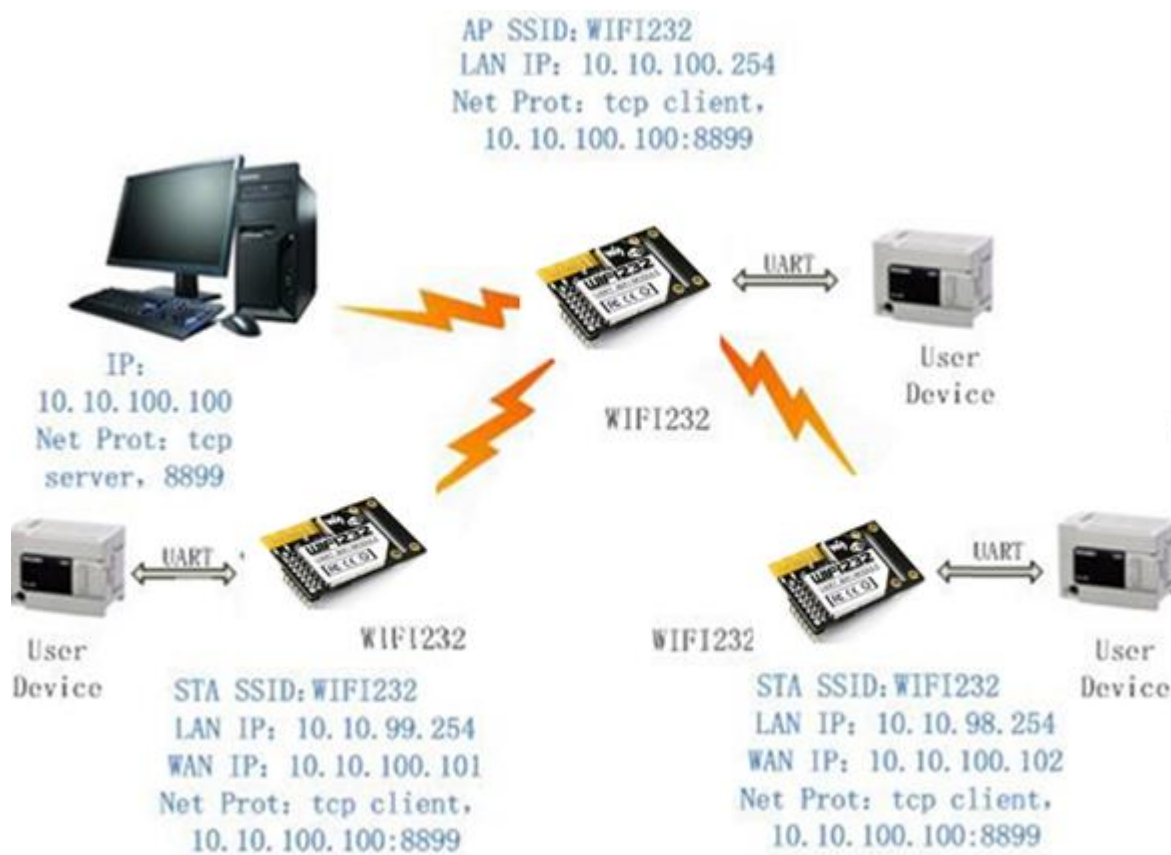 AP SSID: WIFI232
LAN IP: 10.10.100.254
Net Prot: tcp client,
10.10.100.100:8899
WIFI232
UART
User
Device
WIFI232
IP:
10.10.100.100
Net Prot: tcp
server, 8899
UART
User
Device
WIFI232
WIFI232
STA SSID: WIFI232
LAN IP: 10.10.99.254
WAN IP: 10.10.100.101
Net Prot: tcp client,
10.10.100.100:8899
WIFI232
UART
User
Device
WIFI232
STA SSID: WIFI232
LAN IP: 10.10.98.254
WAN IP: 10.10.100.102
Net Prot: tcp client,
10.10.100.100:8899